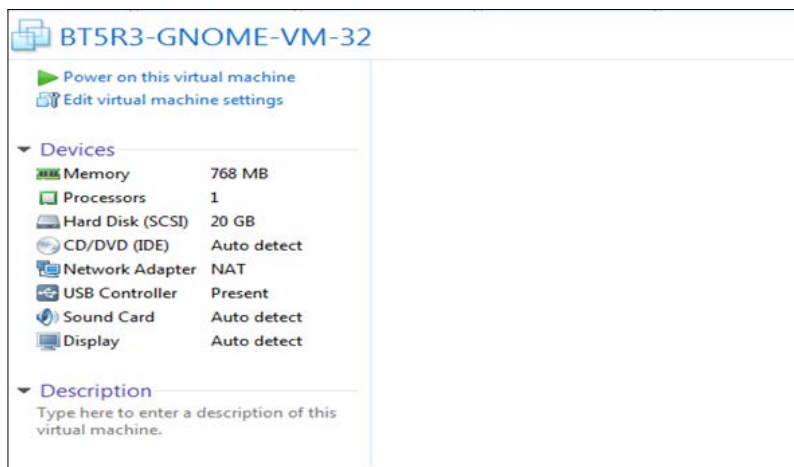 BT5R3-GNOME-VM-32
Power on this virtual machine
Edit virtual machine settings
Devices
Memory 768 MB
Processors 1
Hard Disk (SCSI) 20 GB
CD/DVD (IDE) Auto detect
Network Adapter NAT
USB Controller Present
Sound Card Auto detect
Display Auto detect
Description
Type here to enter a description of this
virtual machine.